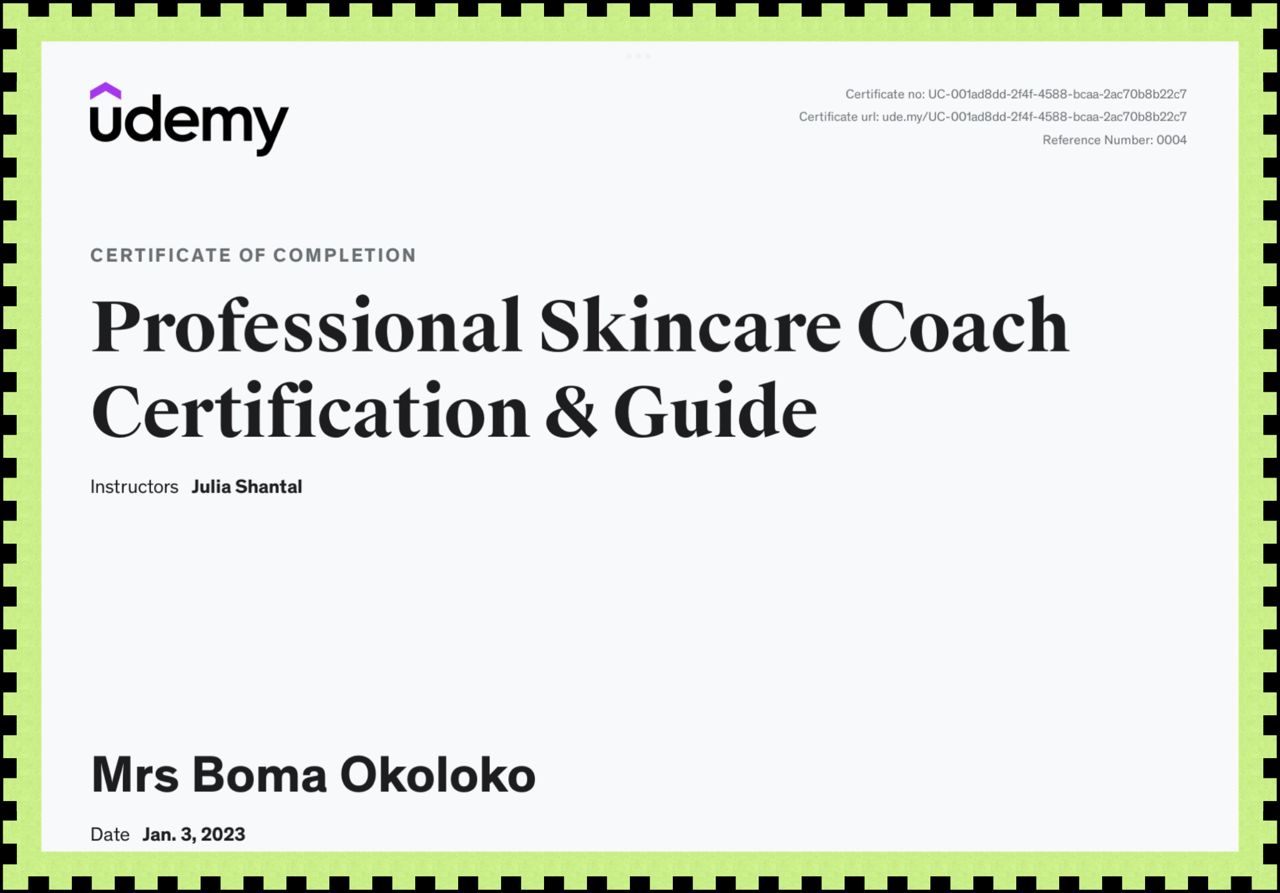 udemy
Certificate no: UC-001ad8dd-2f4f-4588-bcaa-2ac70b8b22c7
Certificate url: ude.my/UC-001ad8dd-2f4f-4588-bcaa-2ac70b8b22c7
Reference Number: 0004
CERTIFICATE OF COMPLETION
Professional Skincare Coach
Certification & Guide
Instructors Julia Shantal
Mrs Boma Okoloko
Date Jan. 3, 2023